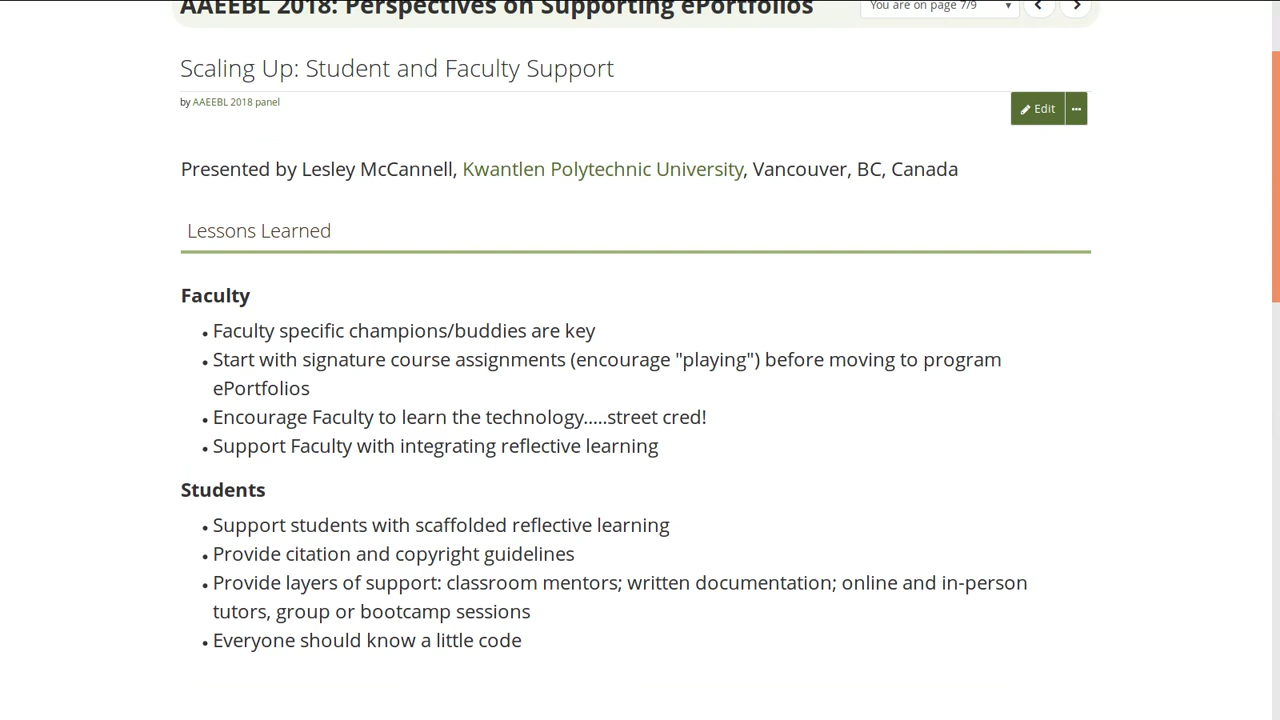 AAEEBL 2018: Perspectives on Supporting ePortfolios
You are on page 7/9
Scaling Up: Student and Faculty Support
by AAEEBL 2018 panel
Edit
Presented by Lesley McCannell, Kwantlen Polytechnic University, Vancouver, BC, Canada
Lessons Learned
Faculty
• Faculty specific champions/buddies are key
• Start with signature course assignments (encourage "playing") before moving to program
ePortfolios
• Encourage Faculty to learn the technology.....street cred!
• Support Faculty with integrating reflective learning
Students
• Support students with scaffolded reflective learning
• Provide citation and copyright guidelines
• Provide layers of support: classroom mentors; written documentation; online and in-person
tutors, group or bootcamp sessions
• Everyone should know a little code